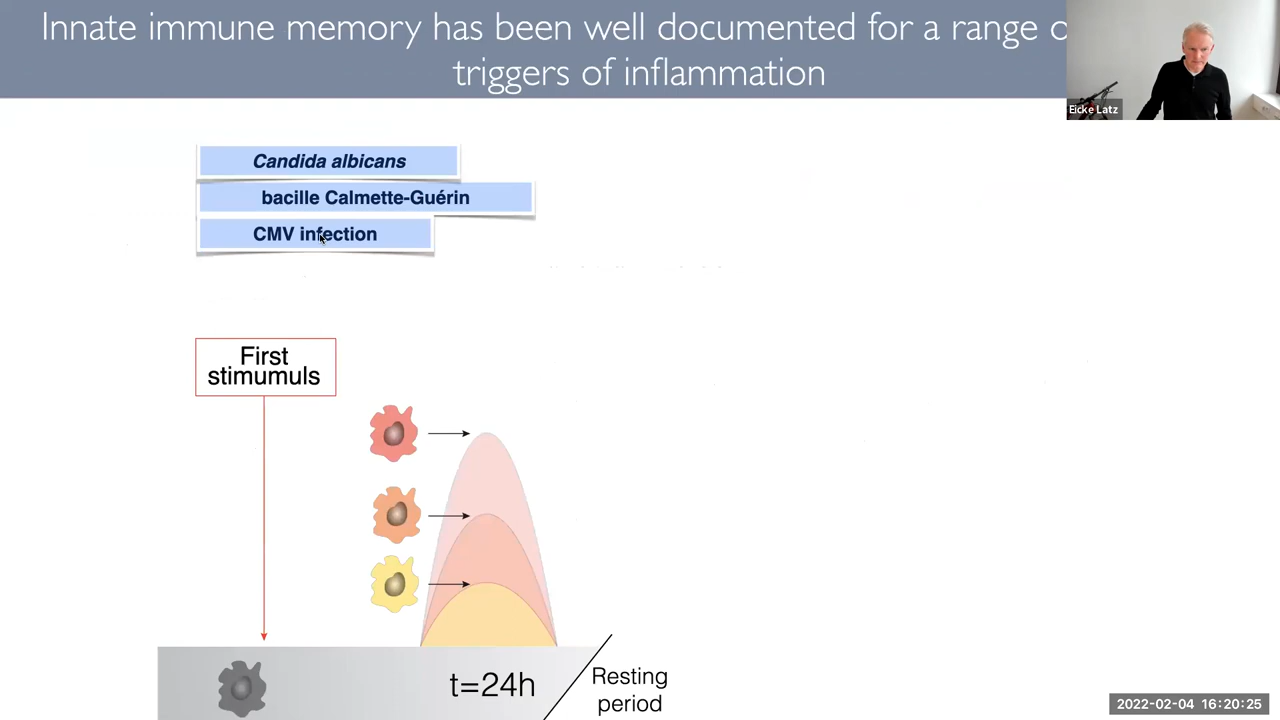 Innate immune memory has been well documented for a range
triggers of inflammation
Eicke Latz
Candida albicans
bacille Calmette-Guérin
CMV infection
First
stimumuls
t=24h
Resting
period
2022-02-04 16:20:25